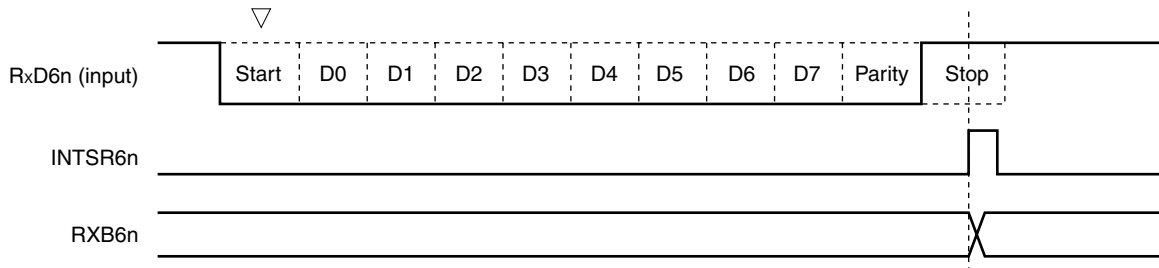 RxD6n (input) Start D0 D1 D2 D3 D4 D5 D6 D7 Parity Stop
INTSR6n
RXB6n